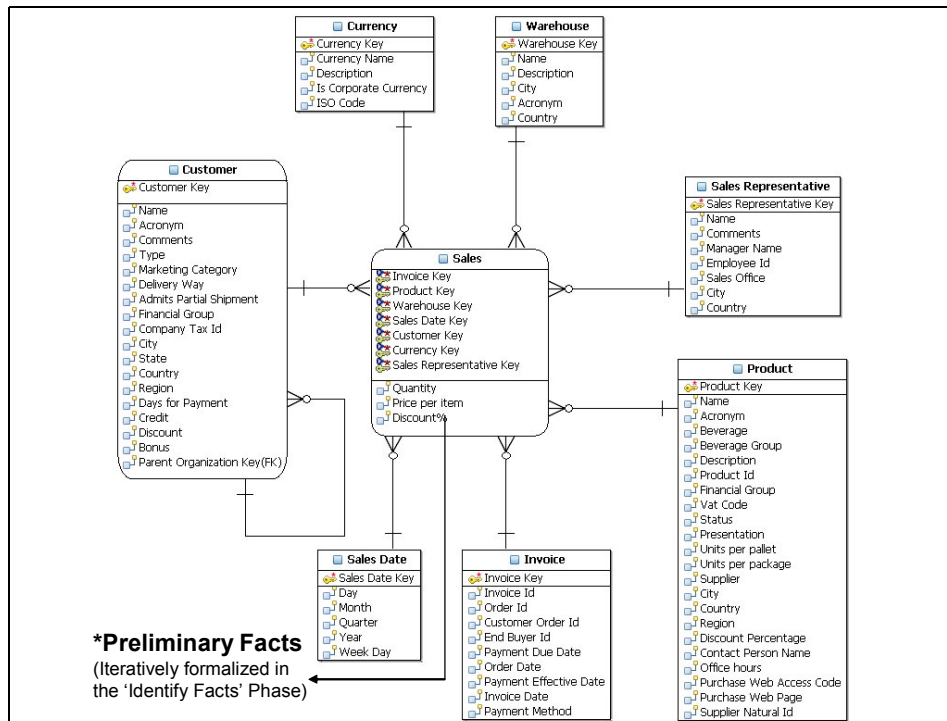 Currency
Currency Key
Currency Name
Description
Is Corporate Currency
ISO Code
Warehouse
Warehouse Key
Name
Description
City
Acronym
Country
Customer
Customer Key
Name
Acronym
Comments
Type
Marketing Category
Delivery Way
Admits Partial Shipment
Financial Group
Company Tax Id
City
State
Country
Region
Days for Payment
Credit
Discount
Bonus
Parent Organization Key(FK)
Sales
Invoice Key
Product Key
Warehouse Key
Sales Date Key
Customer Key
Currency Key
Sales Representative Key
Quantity
Price per item
Discount%
Sales Representative
Sales Representative Key
Name
Comments
Manager Name
Employee Id
Sales Office
City
Country
Product
Product Key
Name
Acronym
Beverage
Beverage Group
Description
Product Id
Financial Group
Vat Code
Status
Presentation
Units per pallet
Units per package
Supplier
City
Country
Region
Discount Percentage
Contact Person Name
Office hours
Purchase Web Access Code
Purchase Web Page
Supplier Natural Id
Sales Date
Sales Date Key
Day
Month
Quarter
Year
Week Day
Invoice
Invoice Key
Invoice Id
Order Id
Customer Order Id
End Buyer Id
Payment Due Date
Order Date
Payment Effective Date
Invoice Date
Payment Method
*Preliminary Facts
(Iteratively formalized in
the ‘Identify Facts’ Phase)